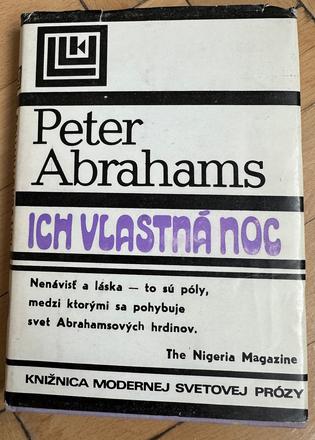 Peter
Abrahams
ICH VLASTNÁ NOC
Nenávisť a láska — to sú póly,
medzi ktorými sa pohybuje
svet Abrahamsových hrdinov.
The Nigeria Magazine
KNIŽNICA MODERNEJ SVETOVEJ PRÓZY